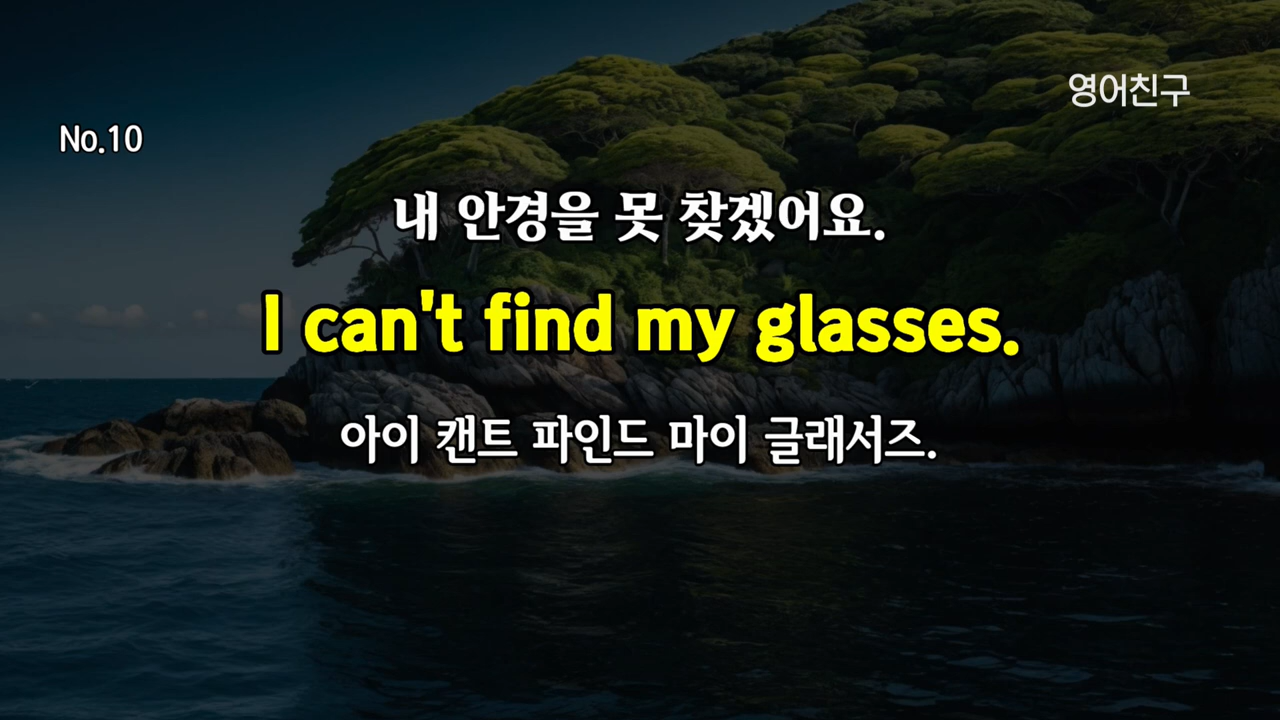 영어친구
No.10
내 안경을 못 찾겠어요.
I can't find my glasses.
아이 캔트 파인드 마이 글래서즈.